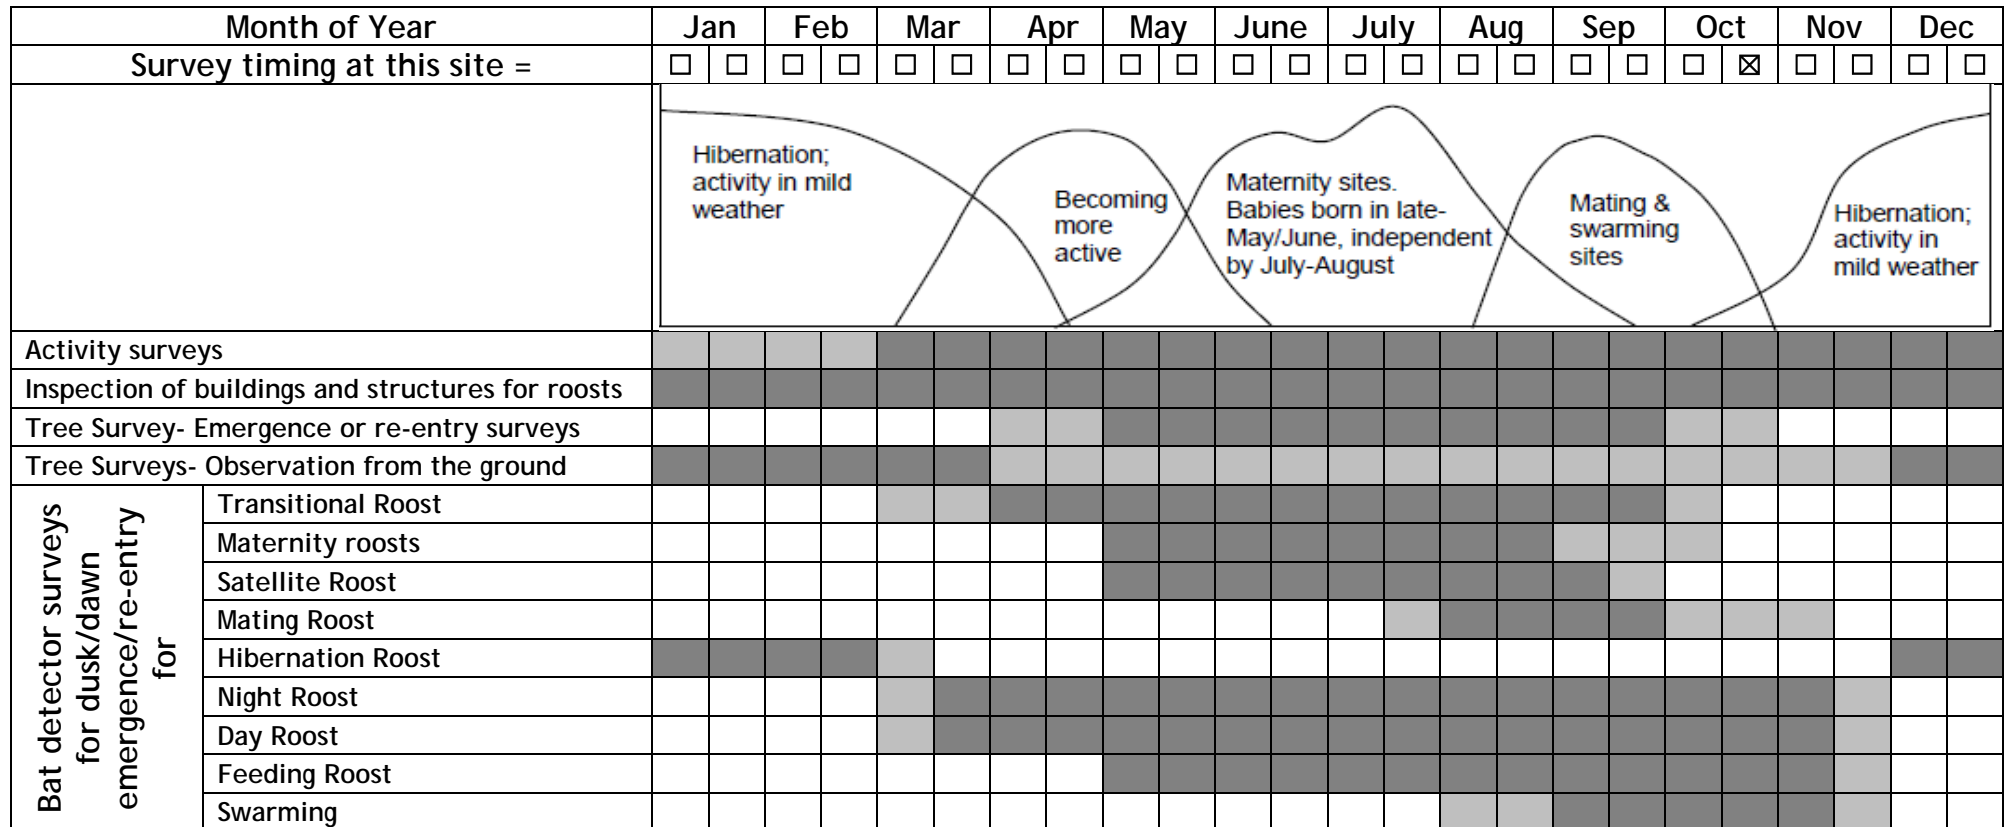 Month of Year Jan Feb Mar Apr May June July Aug Sep Oct Nov Dec
Survey timing at this site = ☐ ☐ ☐ ☐ ☐ ☐ ☐ ☐ ☐ ☐ ☐ ☐ ☐ ☐ ☐ ☐ ☐ ☐ ☐ ☒ ☐ ☐ ☐ ☐
Hibernation;
activity in mild
weather
Becoming
more
active
Maternity sites.
Babies born in late-
May/June, independent
by July-August
Mating &
swarming
sites
Hibernation;
activity in
mild weather
Activity surveys
Inspection of buildings and structures for roosts
Tree Survey- Emergence or re-entry surveys
Tree Surveys- Observation from the ground
Bat detector surveys
for dusk/dawn
emergence/re-entry
for
Transitional Roost
Maternity roosts
Satellite Roost
Mating Roost
Hibernation Roost
Night Roost
Day Roost
Feeding Roost
Swarming